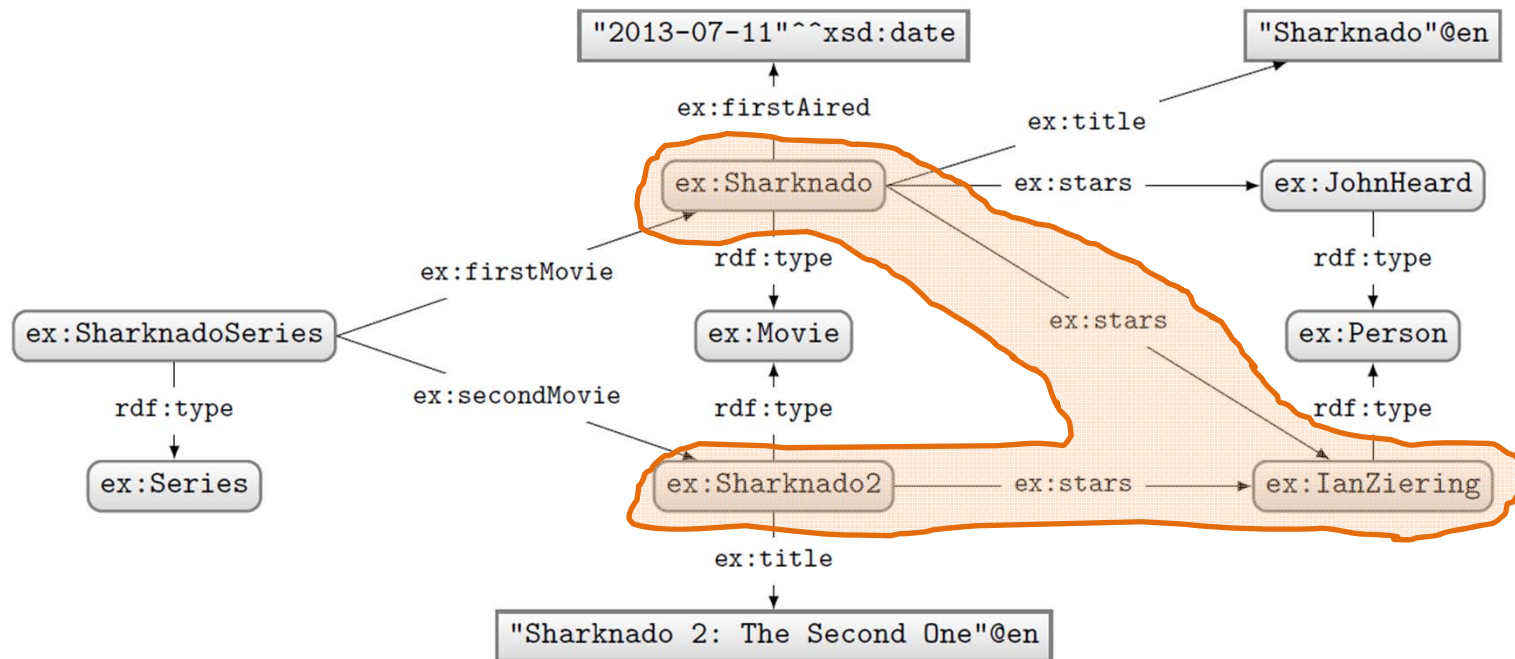 "2013-07-11"^^xsd:date
"Sharknado"@en
ex:firstAired
ex:title
ex:Sharknado
ex:stars
ex:JohnHeard
rdf:type
rdf:type
ex:firstMovie
ex:stars
ex:SharknadoSeries
ex:Movie
ex:Person
ex:secondMovie
rdf:type
rdf:type
rdf:type
ex:Series
ex:Sharknado2
ex:stars
ex:IanZiering
ex:title
"Sharknado 2: The Second One"@en